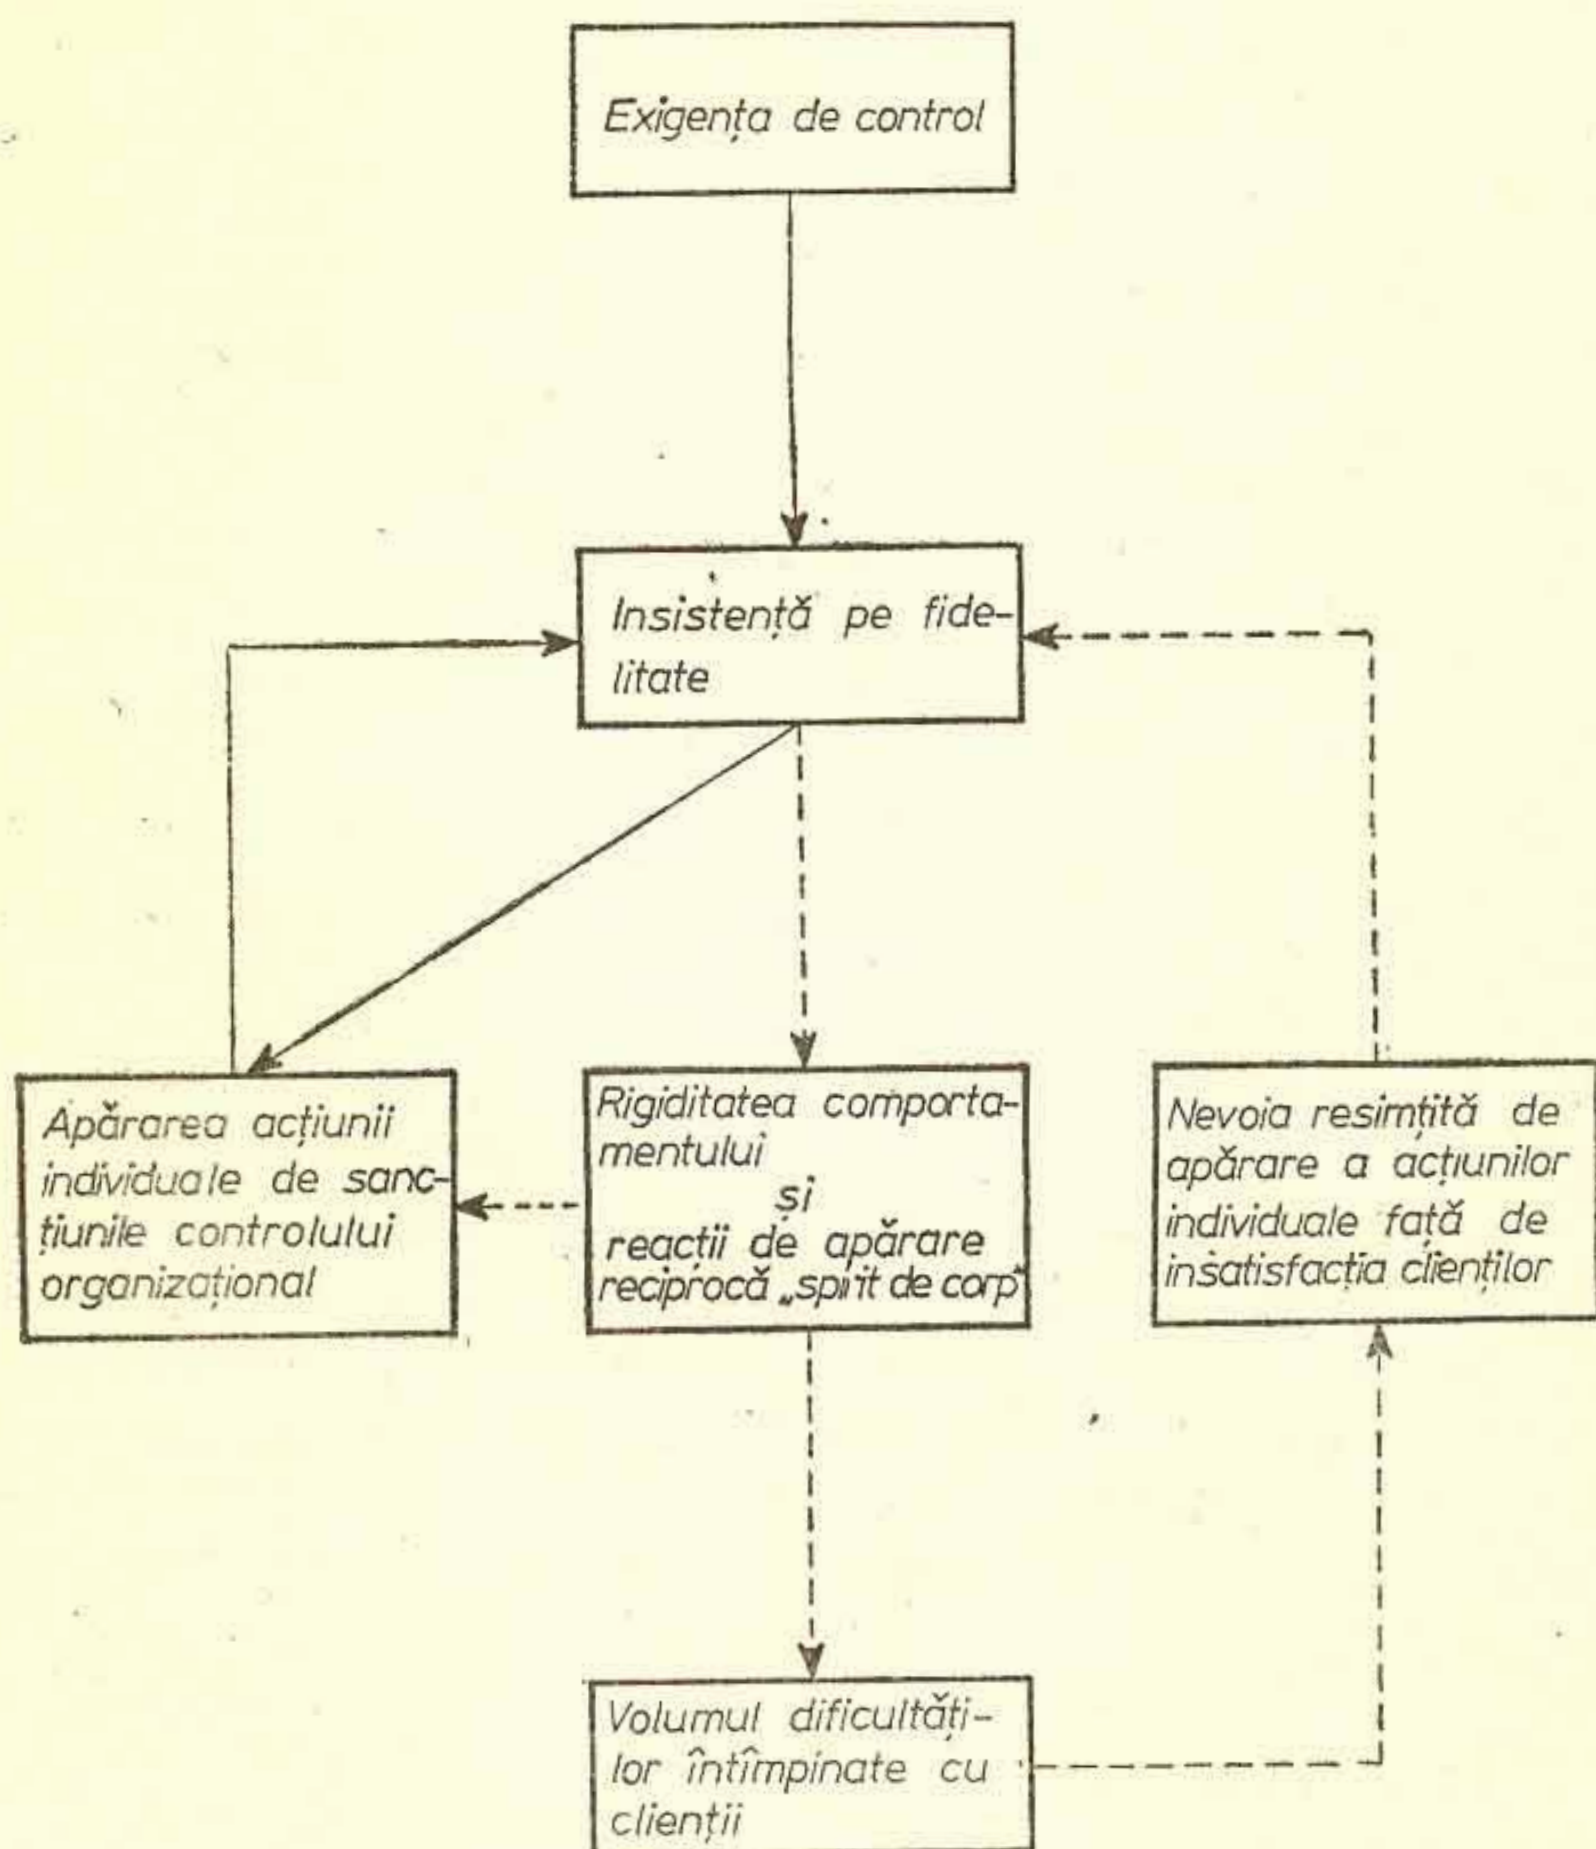 Exigența de control
Insistență pe fide-
litate
Apărarea acțiunii
individuale de sanc-
țiunile controlului
organizațional
Rigiditatea comporta-
mentului
și
reacții de apărare
reciprocă „spirit de corp”
Nevoia resimțită de
apărare a acțiunilor
individuale față de
insatisfacția clienților
Volumul dificultăți-
lor întîmpinate cu
clienții